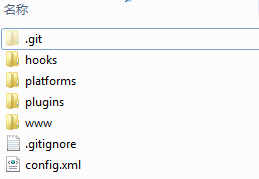 名称
.git
hooks
platforms
plugins
www
.gitignore
config.xml